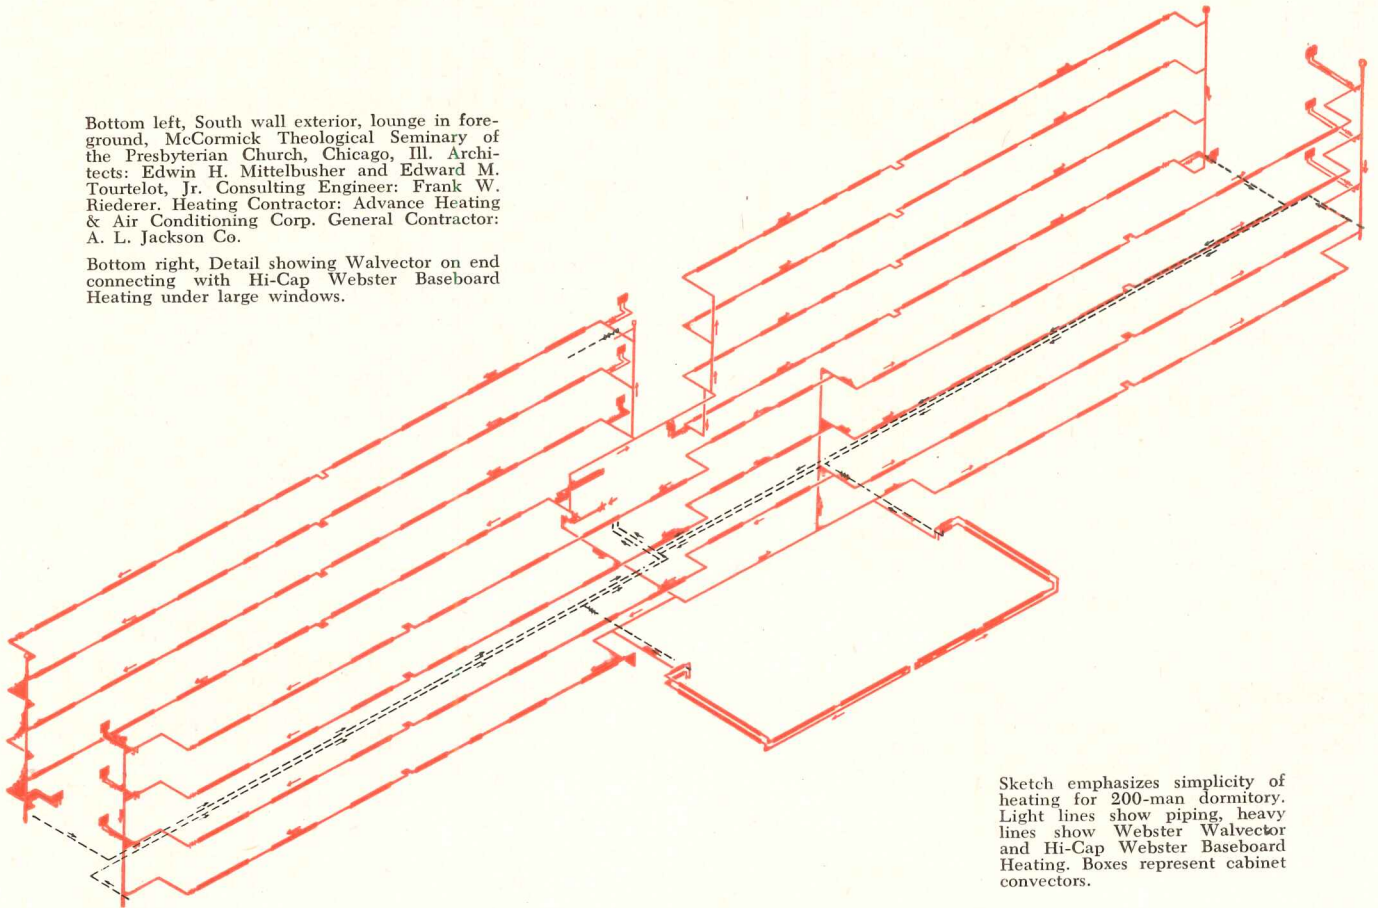 Bottom left, South wall exterior, lounge in fore-
ground, McCormick Theological Seminary of
the Presbyterian Church, Chicago, Ill. Archi-
tects: Edwin H. Mittelbusher and Edward M.
Tourtelot, Jr. Consulting Engineer: Frank W.
Riederer. Heating Contractor: Advance Heating
& Air Conditioning Corp. General Contractor:
A. L. Jackson Co.
Bottom right, Detail showing Walvector on end
connecting with Hi-Cap Webster Baseboard
Heating under large windows.
Sketch emphasizes simplicity of
heating for 200-man dormitory.
Light lines show piping, heavy
lines show Webster Walvector
and Hi-Cap Webster Baseboard
Heating. Boxes represent cabinet
convectors.